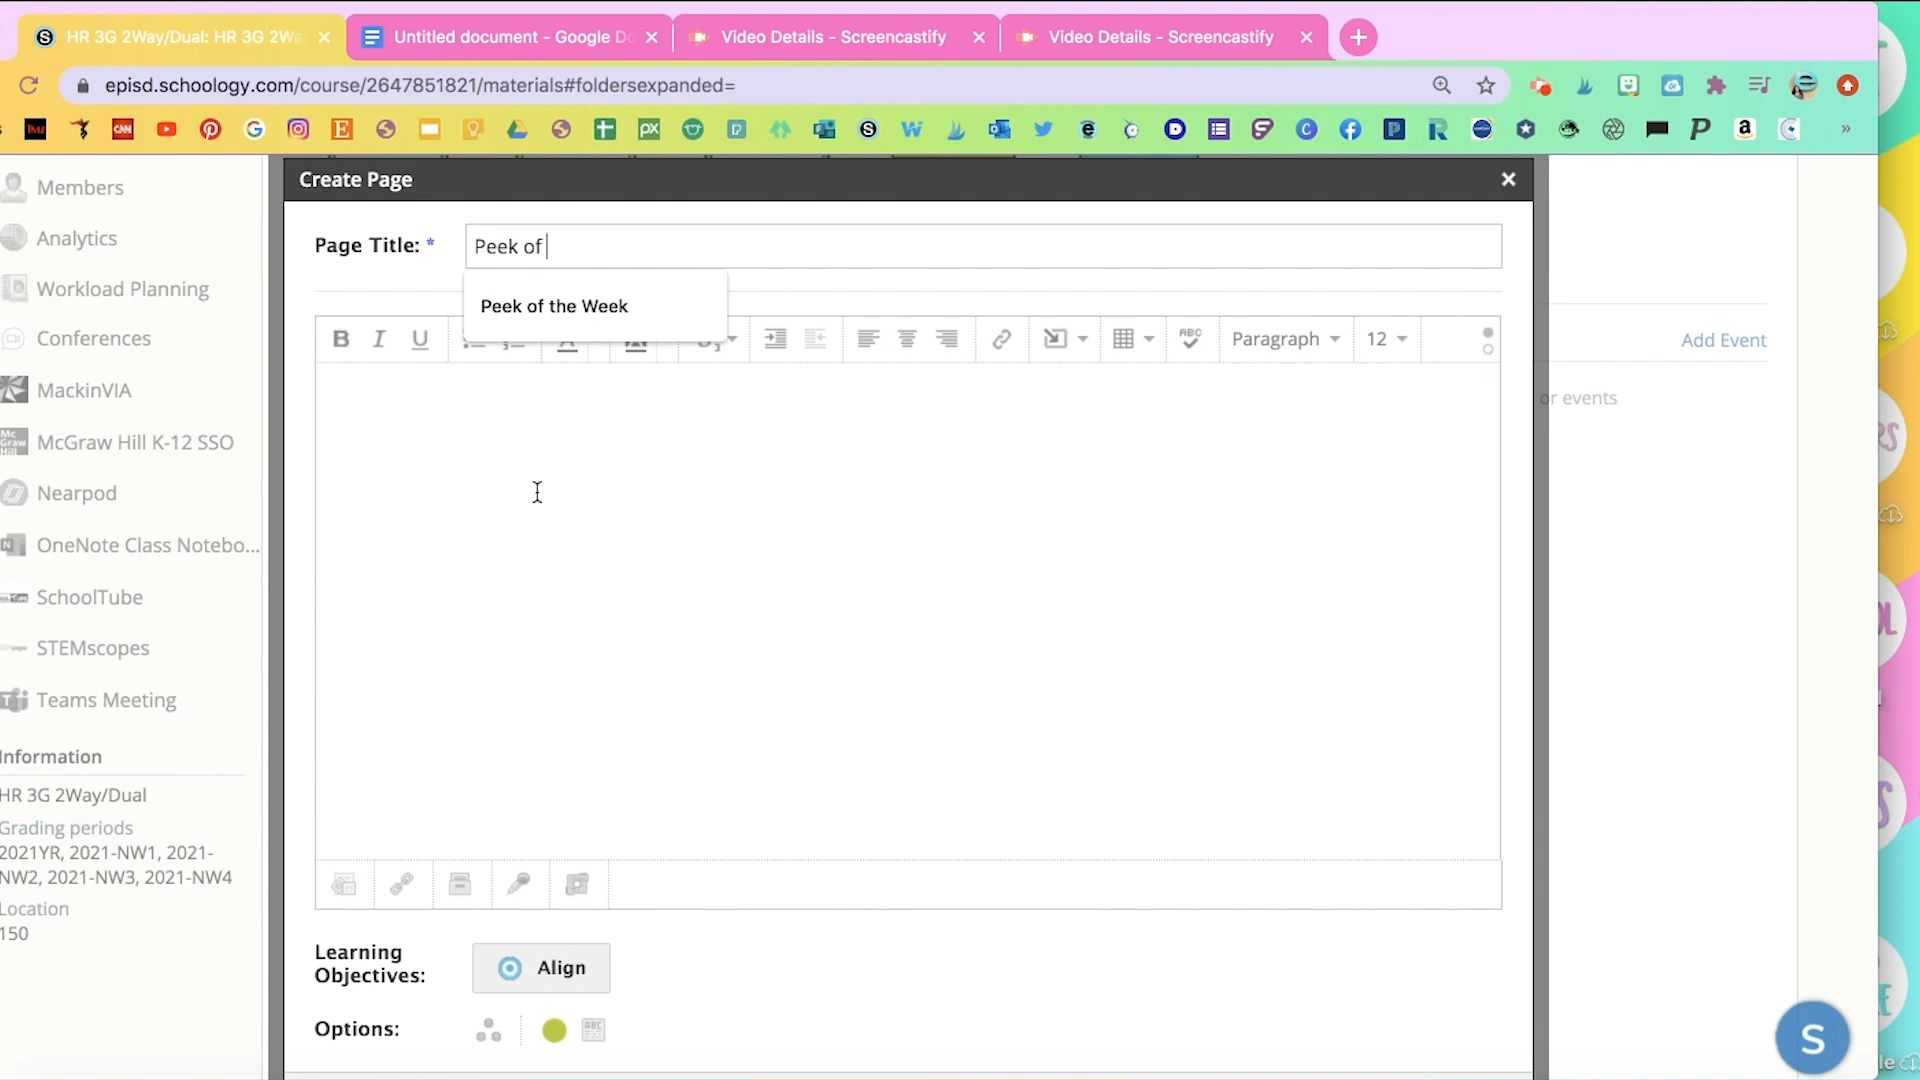 HR 3G 2Way/Dual: HR 3G 2Wa
Untitled document - Google Do
Video Details - Screencastify
Video Details - Screencastify
episd.schoology.com/course/2647851821/materials#foldersexpanded=
Members
Analytics
Workload Planning
Conferences
MackinVIA
McGraw Hill K-12 SSO
Nearpod
OneNote Class Notebo...
SchoolTube
STEMscopes
Teams Meeting
Information
HR 3G 2Way/Dual
Grading periods
2021YR, 2021-NW1, 2021-
NW2, 2021-NW3, 2021-NW4
Location
150
Create Page
Page Title: *
Peek of
Peek of the Week
B I U
ABC
Paragraph
12
Learning
Objectives:
Align
Options:
Add Event
or events
S